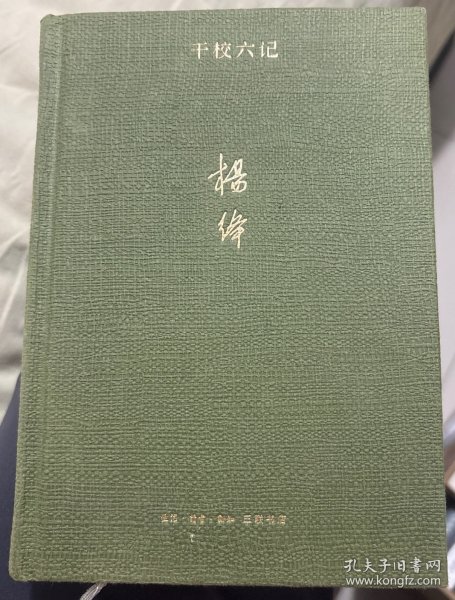 干校六记
杨绛
生活·读书·新知 三联书店
孔夫子旧书网
www.kongfz.com